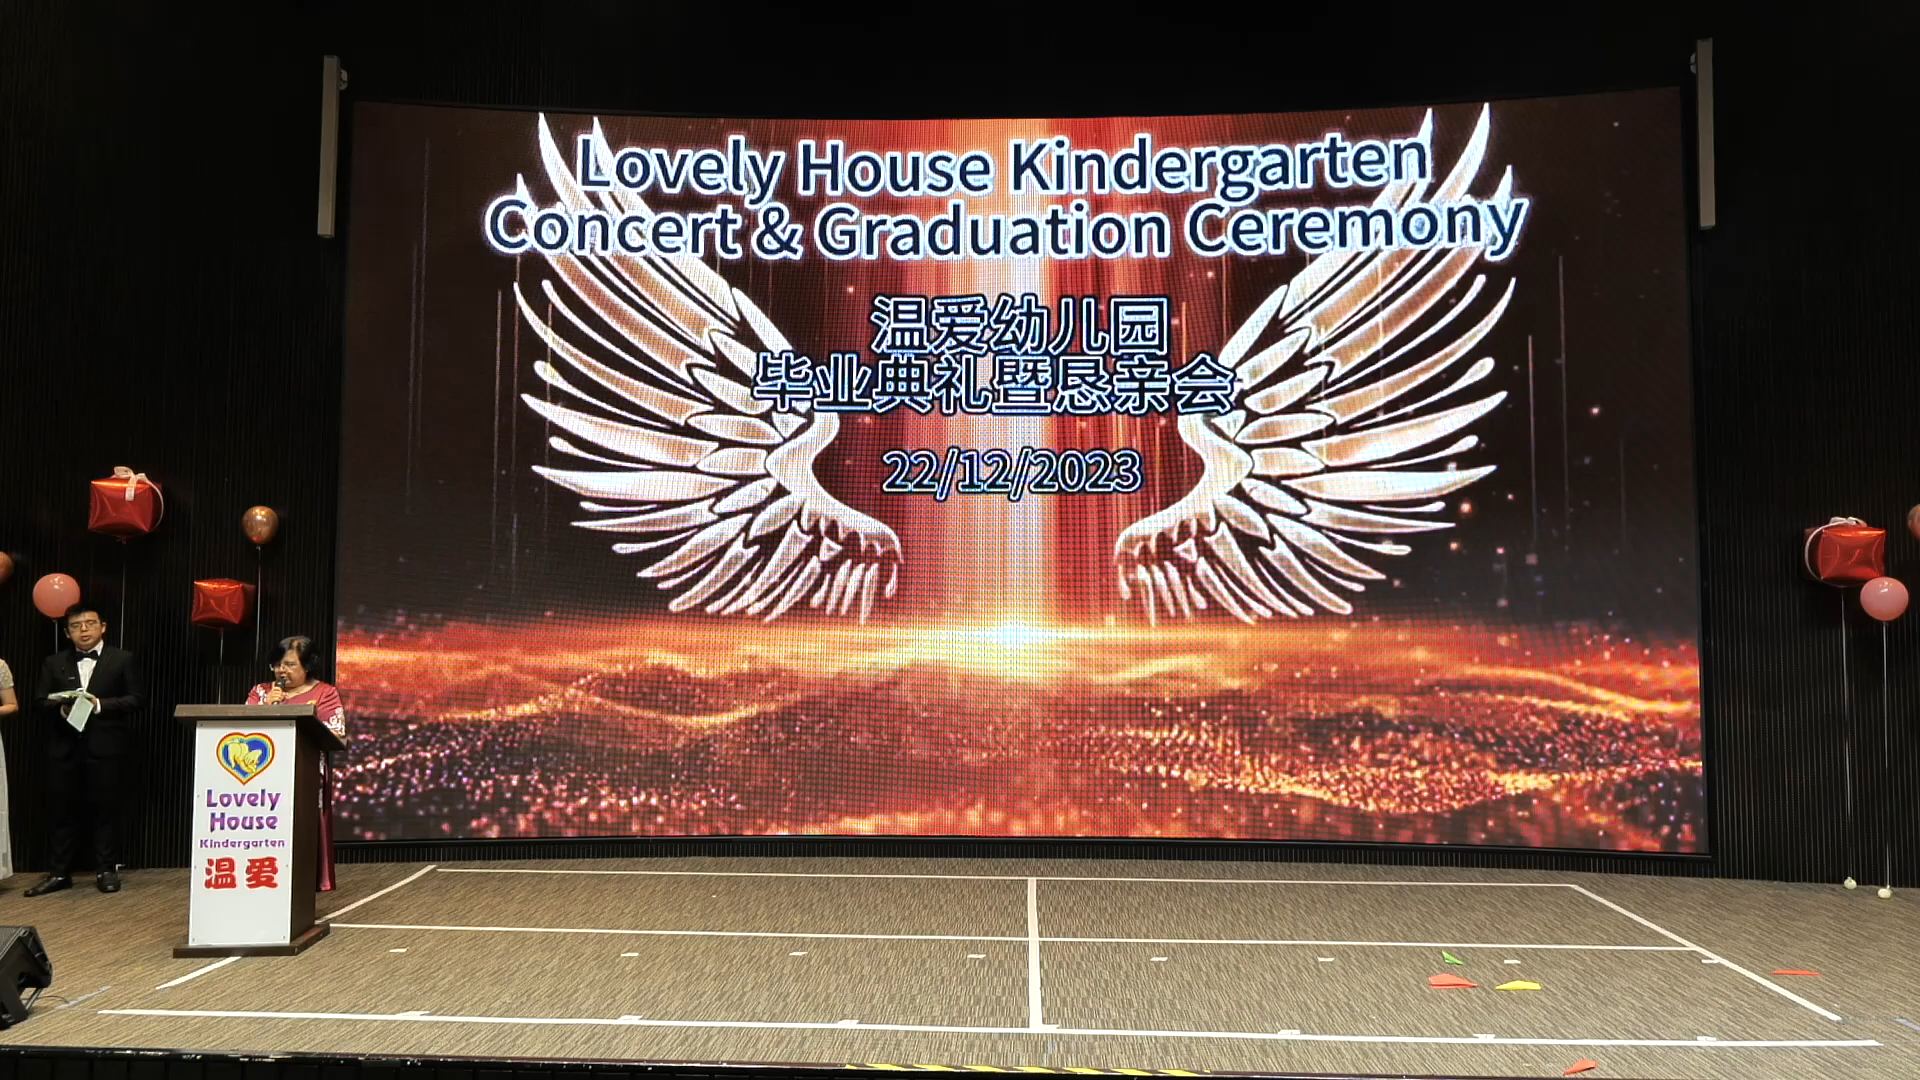 Lovely House Kindergarten
Concert & Graduation Ceremony
温爱幼儿园
毕业典礼暨恳亲会
22/12/2023
Lovely
House
Kindergarten
温爱